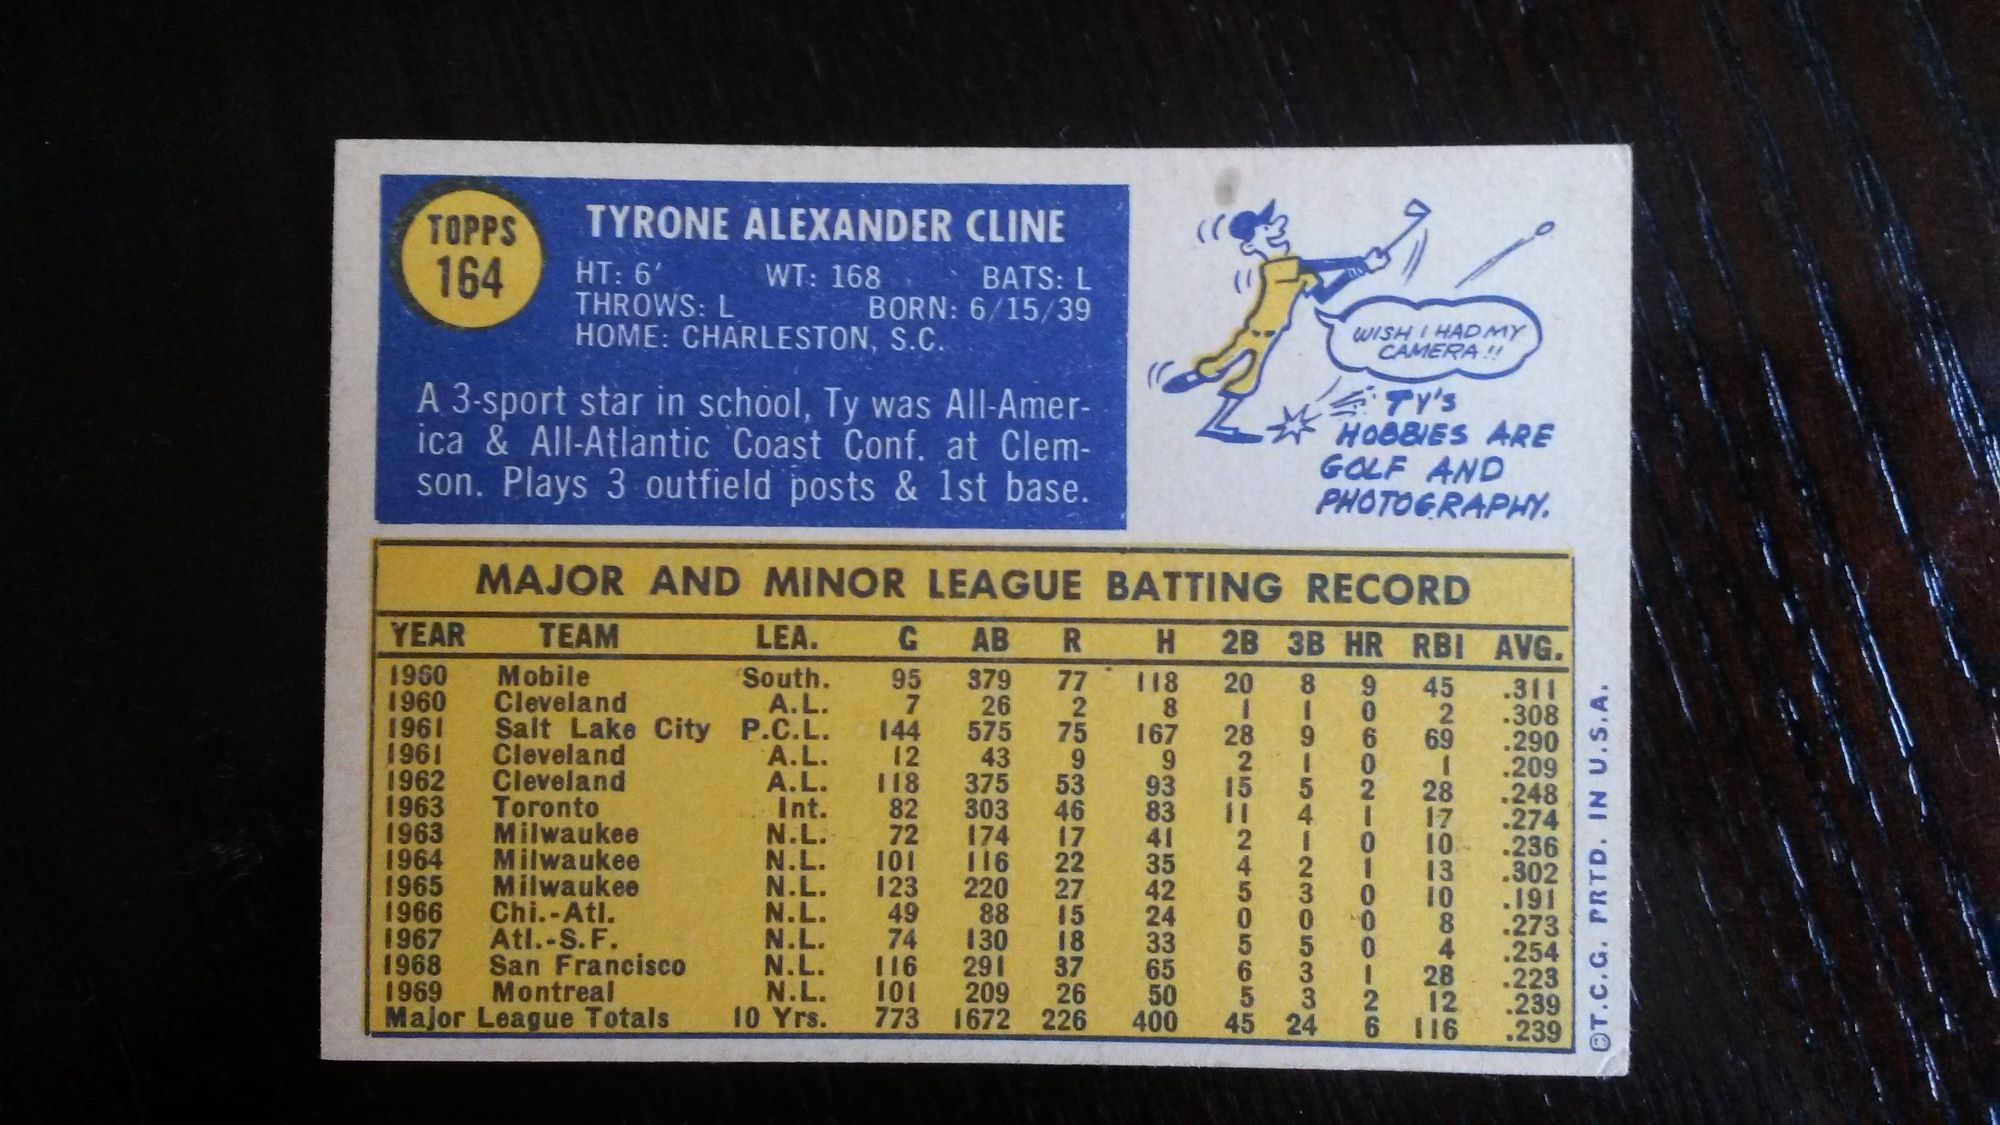 TOPPS
164
TYRONE ALEXANDER CLINE
HT: 6' WT: 168 BATS: L
THROWS: L BORN: 6/15/39
HOME: CHARLESTON, S.C.
A 3-sport star in school, Ty was All-Amer-
ica & All-Atlantic Coast Conf. at Clem-
son. Plays 3 outfield posts & 1st base.
WISH I HAD MY
CAMERA!!
TY'S
HOBBIES ARE
GOLF AND
PHOTOGRAPHY.
MAJOR AND MINOR LEAGUE BATTING RECORD
YEAR TEAM LEA. G AB R H 2B 3B HR RBI AVG.
1960 Mobile South. 95 379 77 118 20 8 9 45 .311
1960 Cleveland A.L. 7 26 2 8 1 1 0 2 .308
1961 Salt Lake City P.C.L. 144 575 75 167 28 9 6 69 .290
1961 Cleveland A.L. 12 43 9 9 2 1 0 1 .209
1962 Cleveland A.L. 118 375 53 93 15 5 2 28 .248
1963 Toronto Int. 82 303 46 83 11 4 1 17 .274
1963 Milwaukee N.L. 72 174 17 41 2 1 0 10 .236
1964 Milwaukee N.L. 101 116 22 35 4 2 1 13 .302
1965 Milwaukee N.L. 123 220 27 42 5 3 0 10 .191
1966 Chi.-Atl. N.L. 49 88 15 24 0 0 0 8 .273
1967 Atl.-S.F. N.L. 74 130 18 33 5 5 0 4 .254
1968 San Francisco N.L. 116 291 37 65 6 3 1 28 .223
1969 Montreal N.L. 101 209 26 50 5 3 2 12 .239
Major League Totals 10 Yrs. 773 1672 226 400 45 24 6 116 .239
©T.C.G. PRTD. IN U.S.A.